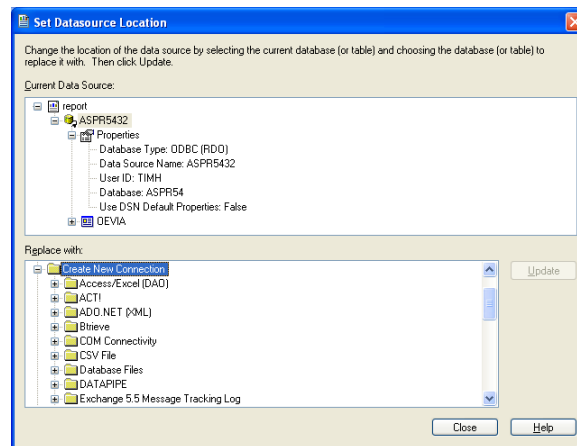 Set Datasource Location
Change the location of the data source by selecting the current database (or table) and choosing the database (or table) to
replace it with. Then click Update.
Current Data Source:
report
ASPR5432
Properties
Database Type: ODBC (RDO)
Data Source Name: ASPR5432
User ID: TIMH
Database: ASPR54
Use DSN Default Properties: False
OEVIA
Replace with:
Create New Connection
Update
Access/Excel (DAO)
ACT!
ADO.NET (XML)
Btrieve
COM Connectivity
CSV File
Database Files
DATAPIPE
Exchange 5.5 Message Tracking Log
Close
Help